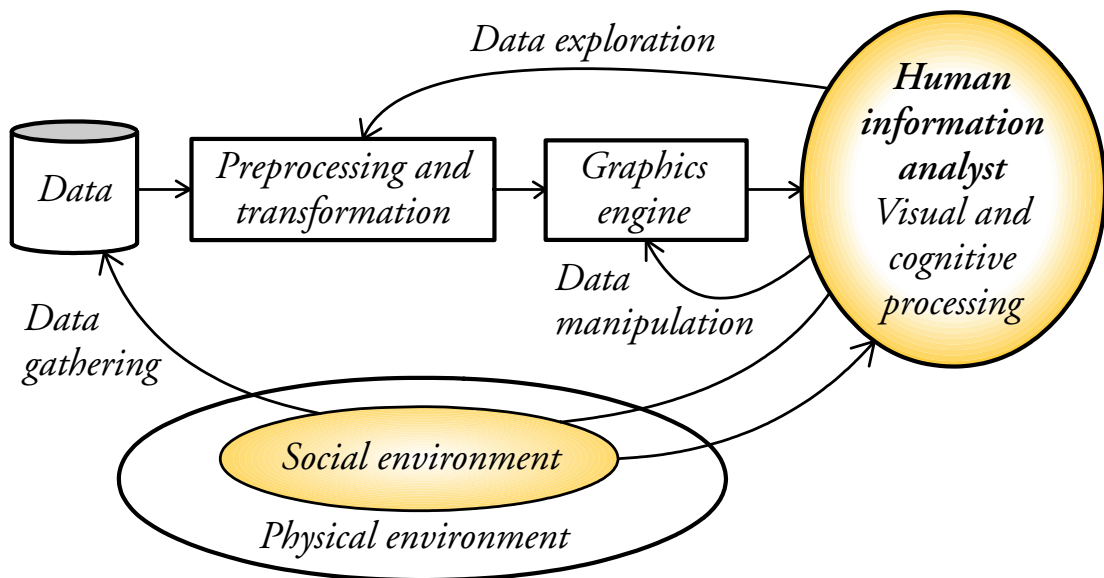 Data exploration
Human
information
analyst
Visual and
cognitive
processing
Data
Preprocessing and
transformation
Graphics
engine
Data
manipulation
Data
gathering
Social environment
Physical environment